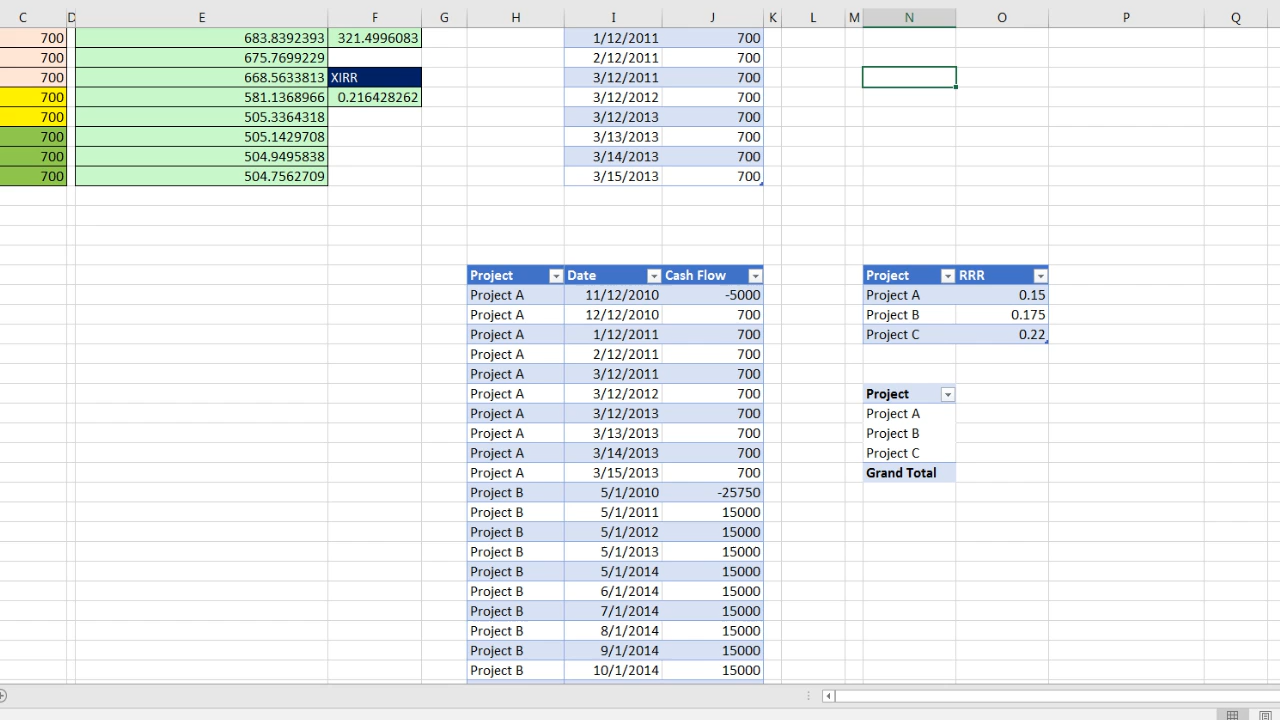 C D E F G H I J K L M N O P Q
700 683.8392393 321.4996083 1/12/2011 700
700 675.7699229 2/12/2011 700
700 668.5633813 XIRR 3/12/2011 700
700 581.1368966 0.216428262 3/12/2012 700
700 505.3364318 3/12/2013 700
700 505.1429708 3/13/2013 700
700 504.9495838 3/14/2013 700
700 504.7562709 3/15/2013 700
Project Date Cash Flow Project RRR
Project A 11/12/2010 -5000 Project A 0.15
Project A 12/12/2010 700 Project B 0.175
Project A 1/12/2011 700 Project C 0.22
Project A 2/12/2011 700
Project A 3/12/2011 700
Project A 3/12/2012 700 Project
Project A 3/12/2013 700 Project A
Project A 3/13/2013 700 Project B
Project A 3/14/2013 700 Project C
Project A 3/15/2013 700 Grand Total
Project B 5/1/2010 -25750
Project B 5/1/2011 15000
Project B 5/1/2012 15000
Project B 5/1/2013 15000
Project B 5/1/2014 15000
Project B 6/1/2014 15000
Project B 7/1/2014 15000
Project B 8/1/2014 15000
Project B 9/1/2014 15000
Project B 10/1/2014 15000